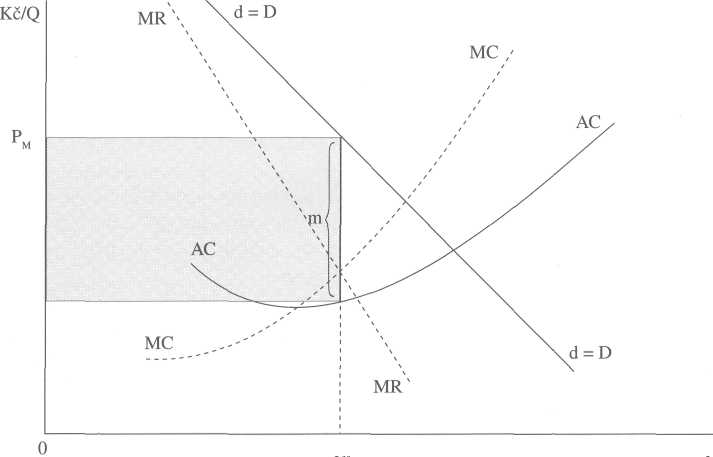 Kč/Q
MR
d = D
MC
AC
P_M
m
AC
MC
d = D
MR
0